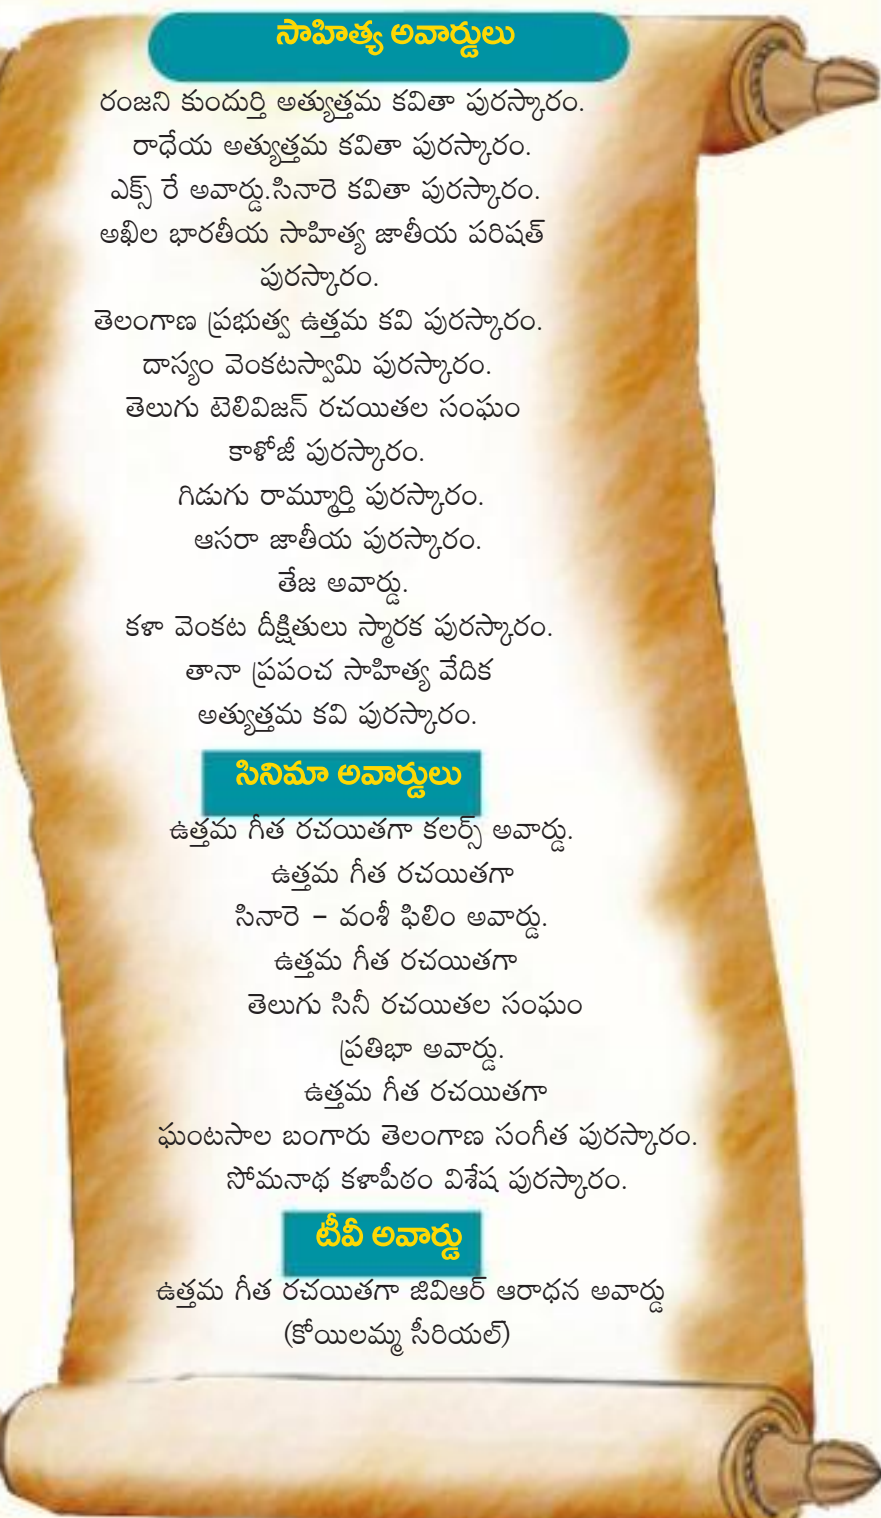 సాహిత్య అవార్డులు
రంజని కుందుర్తి అత్యుత్తమ కవితా పురస్కారం.
రాధేయ అత్యుత్తమ కవితా పురస్కారం.
ఎక్స్ రే అవార్డు.సినారె కవితా పురస్కారం.
అఖిల భారతీయ సాహిత్య జాతీయ పరిషత్
పురస్కారం.
తెలంగాణ ప్రభుత్వ ఉత్తమ కవి పురస్కారం.
దాస్యం వెంకటస్వామి పురస్కారం.
తెలుగు టెలివిజన్ రచయితల సంఘం
కాళోజీ పురస్కారం.
గిడుగు రామ్మూర్తి పురస్కారం.
ఆసరా జాతీయ పురస్కారం.
తేజ అవార్డు.
కళా వెంకట దీక్షితులు స్మారక పురస్కారం.
తానా ప్రపంచ సాహిత్య వేదిక
అత్యుత్తమ కవి పురస్కారం.
సినిమా అవార్డులు
ఉత్తమ గీత రచయితగా కలర్స్ అవార్డు.
ఉత్తమ గీత రచయితగా
సినారె – వంశీ ఫిలిం అవార్డు.
ఉత్తమ గీత రచయితగా
తెలుగు సినీ రచయితల సంఘం
ప్రతిభా అవార్డు.
ఉత్తమ గీత రచయితగా
ఘంటసాల బంగారు తెలంగాణ సంగీత పురస్కారం.
సోమనాథ కళాపీఠం విశేష పురస్కారం.
టీవీ అవార్డు
ఉత్తమ గీత రచయితగా జివిఆర్ ఆరాధన అవార్డు
(కోయిలమ్మ సీరియల్)